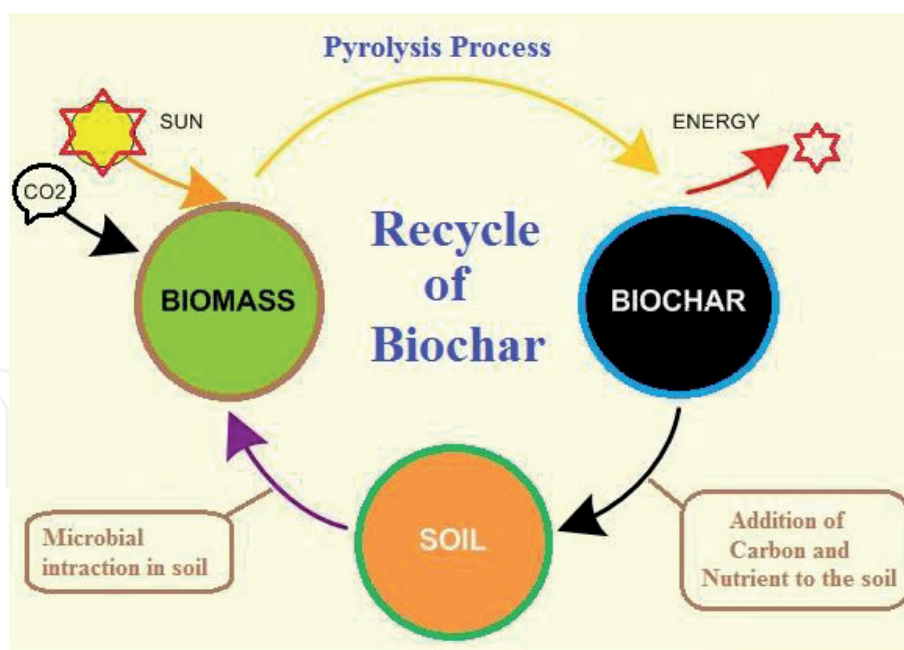 Pyrolysis Process
SUN
ENERGY
CO2
Recycle
of
Biochar
BIOMASS
BIOCHAR
SOIL
Microbial
intraction in soil
Addition of
Carbon and
Nutrient to the soil